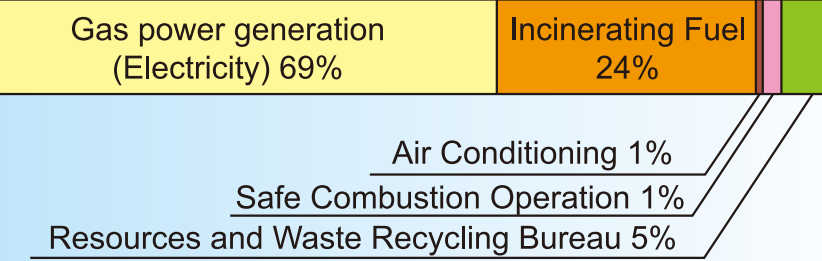 Gas power generation
(Electricity) 69%
Incinerating Fuel
24%
Air Conditioning 1%
Safe Combustion Operation 1%
Resources and Waste Recycling Bureau 5%